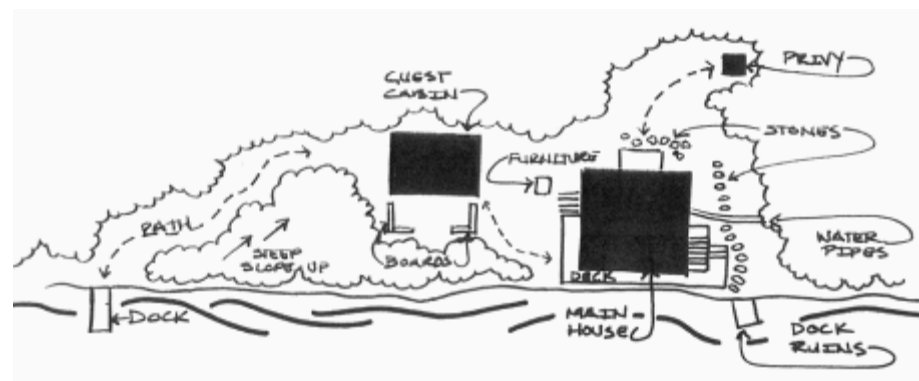 PRIVY
GUEST
CABIN
STONES
FURNITURE
PATH
STEEP
SLOPE UP
BOARDS
WATER
PIPES
DECK
DOCK
MAIN
HOUSE
DOCK
RUINS